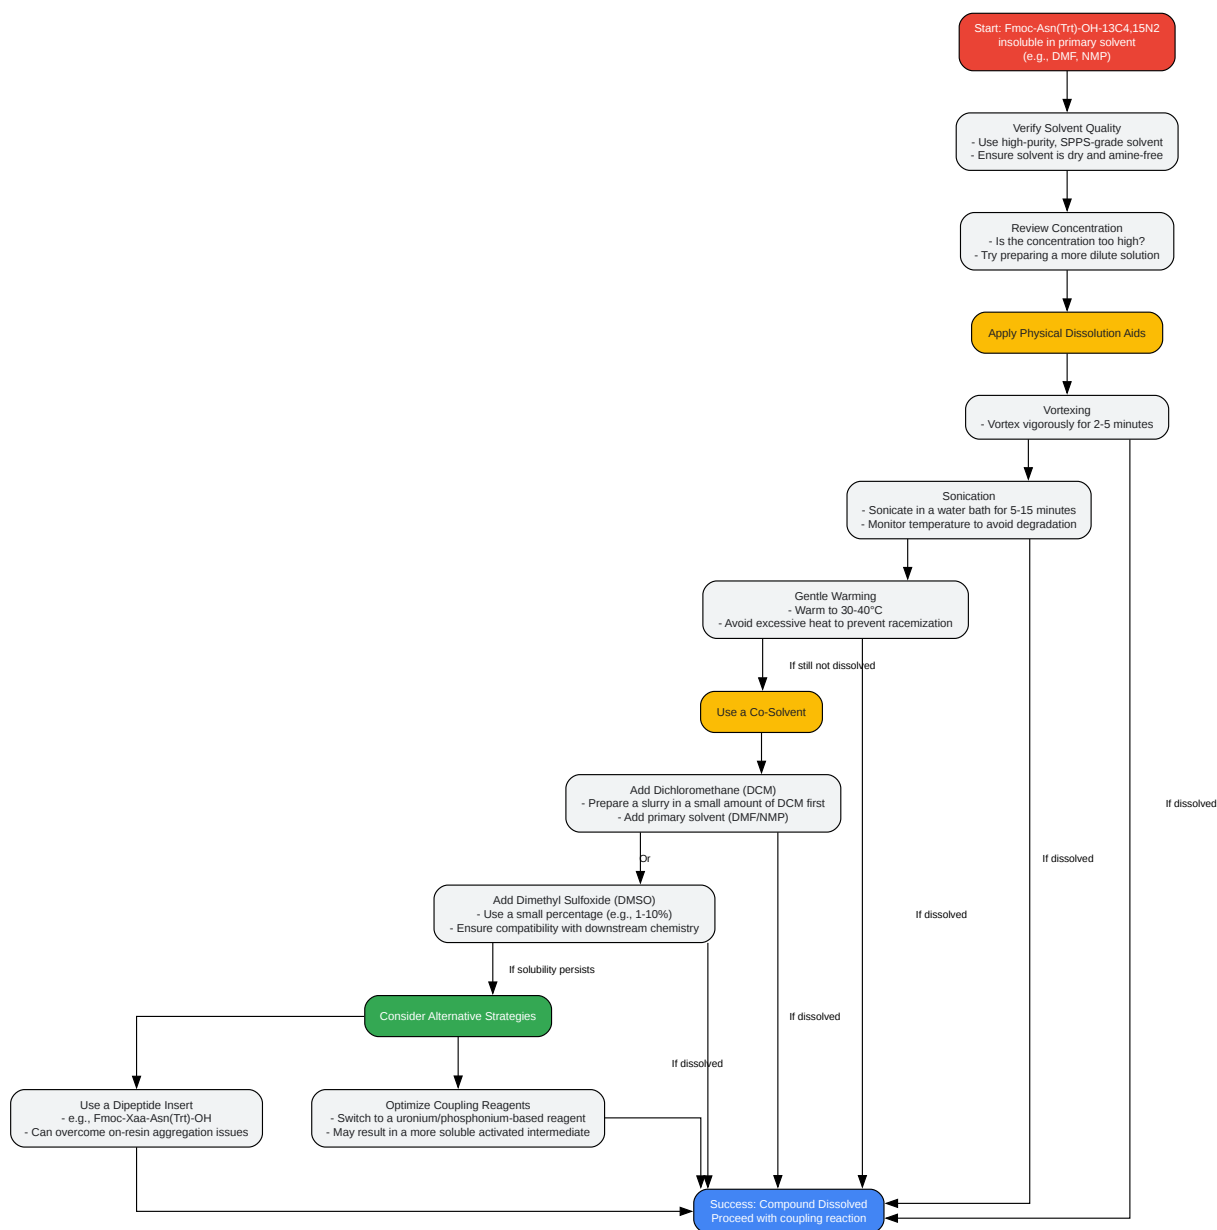 Start: Fmoc-Asn(Trt)-OH-13C4,15N2
insoluble in primary solvent
(e.g., DMF, NMP)
Verify Solvent Quality
- Use high-purity, SPPS-grade solvent
- Ensure solvent is dry and amine-free
Review Concentration
- Is the concentration too high?
- Try preparing a more dilute solution
Apply Physical Dissolution Aids
Vortexing
- Vortex vigorously for 2-5 minutes
Sonication
- Sonicate in a water bath for 5-15 minutes
- Monitor temperature to avoid degradation
Gentle Warming
- Warm to 30-40°C
- Avoid excessive heat to prevent racemization
If still not dissolved
Use a Co-Solvent
Add Dichloromethane (DCM)
- Prepare a slurry in a small amount of DCM first
- Add primary solvent (DMF/NMP)
If dissolved
Or
If dissolved
Add Dimethyl Sulfoxide (DMSO)
- Use a small percentage (e.g., 1-10%)
- Ensure compatibility with downstream chemistry
If dissolved
If solubility persists
Consider Alternative Strategies
If dissolved
If dissolved
Use a Dipeptide Insert
- e.g., Fmoc-Xaa-Asn(Trt)-OH
- Can overcome on-resin aggregation issues
Optimize Coupling Reagents
- Switch to a uronium/phosphonium-based reagent
- May result in a more soluble activated intermediate
Success: Compound Dissolved
Proceed with coupling reaction